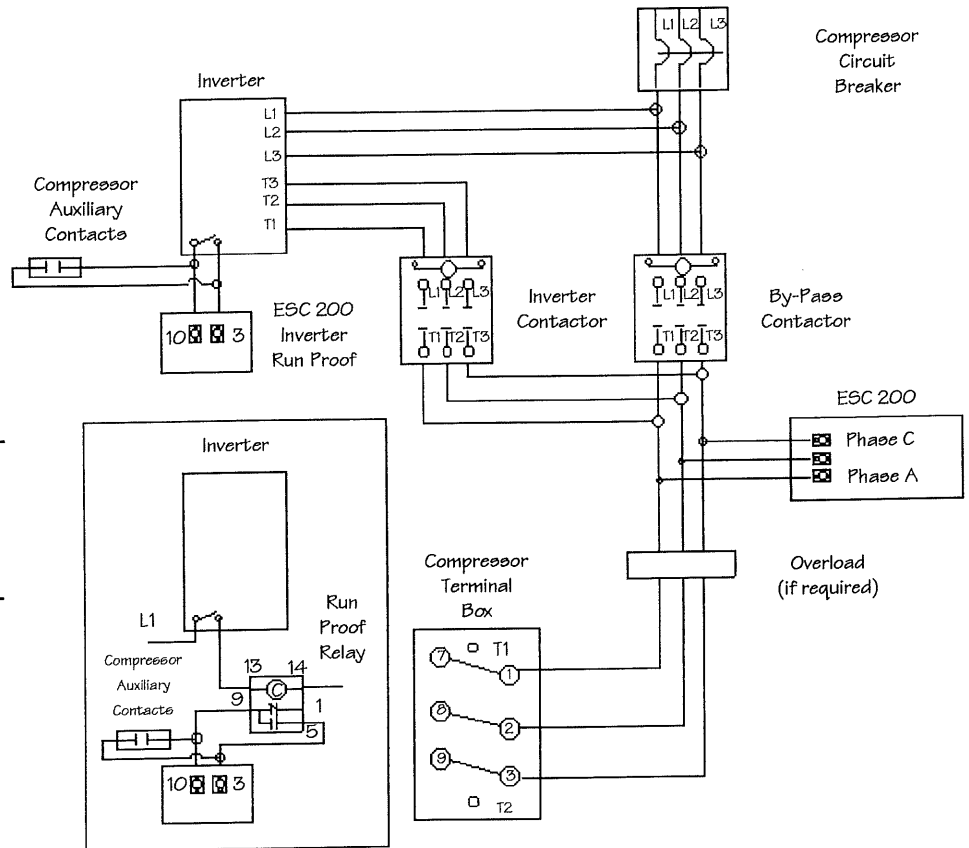 L1 L2 L3
Compressor
Circuit
Breaker
Inverter
L1
L2
L3
T3
T2
T1
Compressor
Auxiliary
Contacts
10 3
ESC 200
Inverter
Run Proof
L1 L2 L3
T1 T2 T3
Inverter
Contactor
L1 L2 L3
T1 T2 T3
By-Pass
Contactor
ESC 200
Phase C
Phase A
Overload
(if required)
Inverter
L1
Run
Proof
Relay
Compressor
Auxiliary
Contacts
13 14
C
9 1
5
10 3
Compressor
Terminal
Box
T1
7 1
8 2
9 3
T2